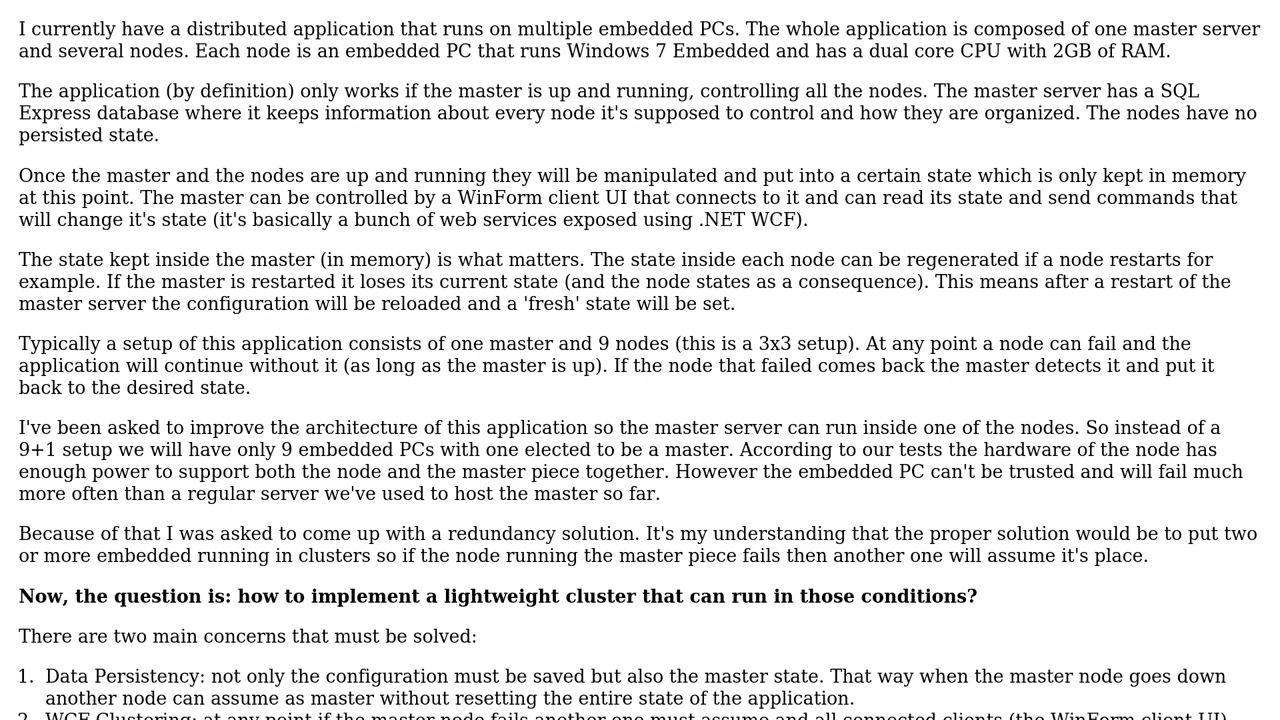 I currently have a distributed application that runs on multiple embedded PCs. The whole application is composed of one master server
and several nodes. Each node is an embedded PC that runs Windows 7 Embedded and has a dual core CPU with 2GB of RAM.
The application (by definition) only works if the master is up and running, controlling all the nodes. The master server has a SQL
Express database where it keeps information about every node it's supposed to control and how they are organized. The nodes have no
persisted state.
Once the master and the nodes are up and running they will be manipulated and put into a certain state which is only kept in memory
at this point. The master can be controlled by a WinForm client UI that connects to it and can read its state and send commands that
will change it's state (it's basically a bunch of web services exposed using .NET WCF).
The state kept inside the master (in memory) is what matters. The state inside each node can be regenerated if a node restarts for
example. If the master is restarted it loses its current state (and the node states as a consequence). This means after a restart of the
master server the configuration will be reloaded and a 'fresh' state will be set.
Typically a setup of this application consists of one master and 9 nodes (this is a 3x3 setup). At any point a node can fail and the
application will continue without it (as long as the master is up). If the node that failed comes back the master detects it and put it
back to the desired state.
I've been asked to improve the architecture of this application so the master server can run inside one of the nodes. So instead of a
9+1 setup we will have only 9 embedded PCs with one elected to be a master. According to our tests the hardware of the node has
enough power to support both the node and the master piece together. However the embedded PC can't be trusted and will fail much
more often than a regular server we've used to host the master so far.
Because of that I was asked to come up with a redundancy solution. It's my understanding that the proper solution would be to put two
or more embedded running in clusters so if the node running the master piece fails then another one will assume it's place.
Now, the question is: how to implement a lightweight cluster that can run in those conditions?
There are two main concerns that must be solved:
1. Data Persistency: not only the configuration must be saved but also the master state. That way when the master node goes down
another node can assume as master without resetting the entire state of the application.
2. WCF Clustering: at any point if the master node fails another one must assume and all connected clients (the WinForm client UI)